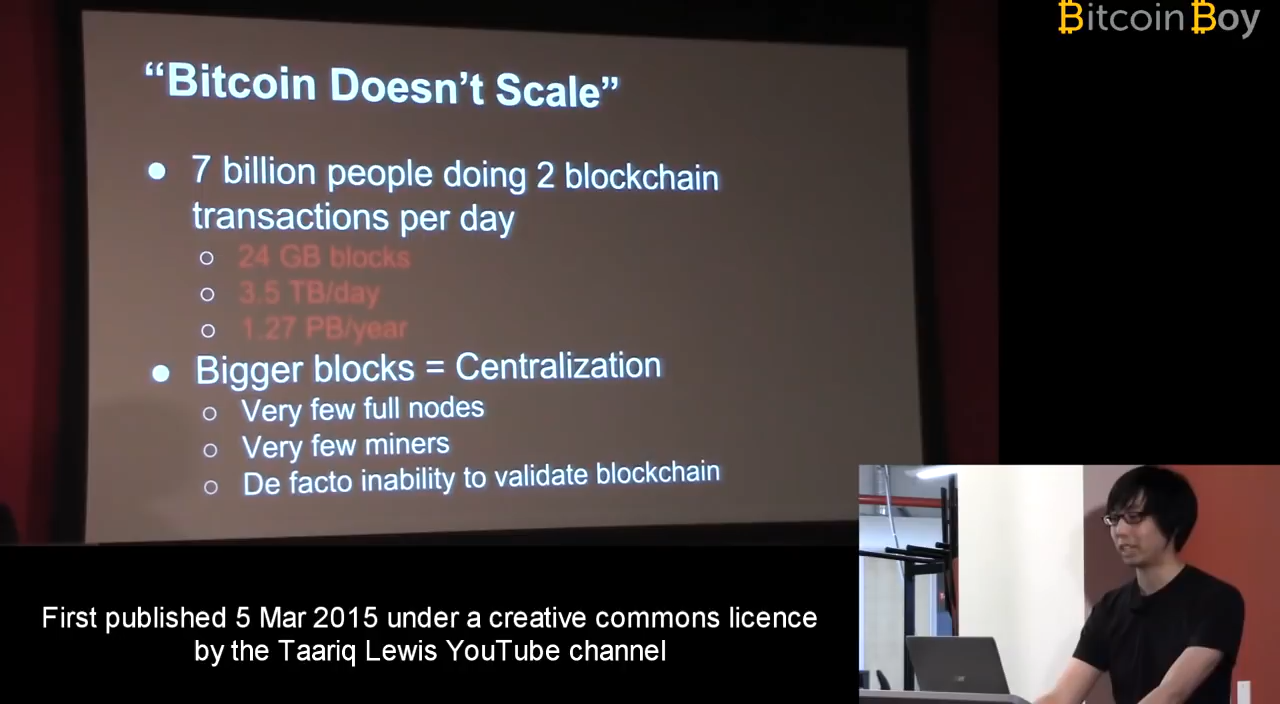 Bitcoin Boy
“Bitcoin Doesn’t Scale”
● 7 billion people doing 2 blockchain
transactions per day
○ 24 GB blocks
○ 3.5 TB/day
○ 1.27 PB/year
● Bigger blocks = Centralization
○ Very few full nodes
○ Very few miners
○ De facto inability to validate blockchain
First published 5 Mar 2015 under a creative commons licence
by the Taariq Lewis YouTube channel